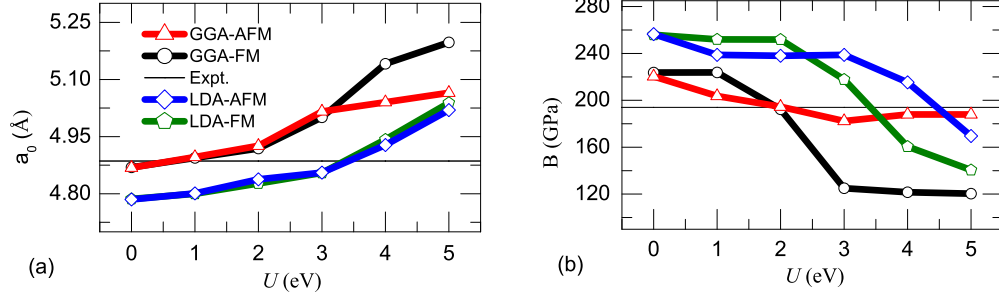 5.25
5.10
4.95
4.80
a₀ (Å)
GGA-AFM
GGA-FM
Expt.
LDA-AFM
LDA-FM
0 1 2 3 4 5
U (eV)
(a)
280
240
200
160
120
B (GPa)
0 1 2 3 4 5
U (eV)
(b)